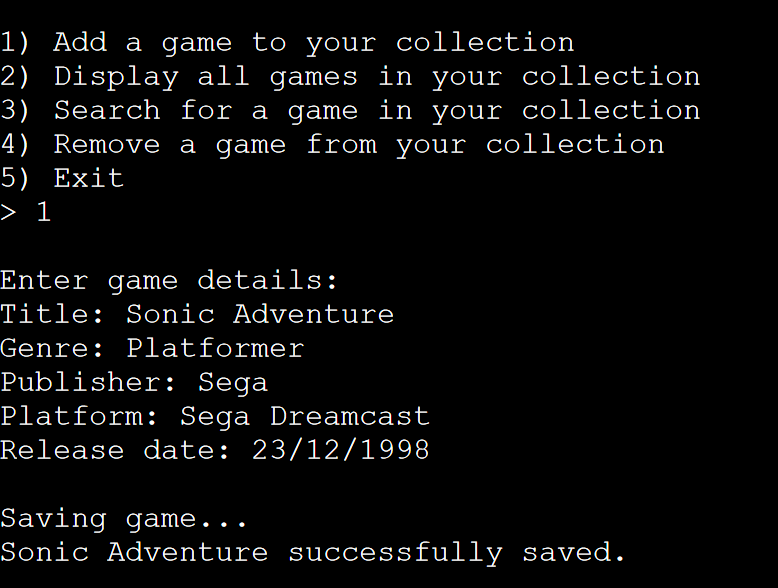 1) Add a game to your collection
2) Display all games in your collection
3) Search for a game in your collection
4) Remove a game from your collection
5) Exit
> 1
Enter game details:
Title: Sonic Adventure
Genre: Platformer
Publisher: Sega
Platform: Sega Dreamcast
Release date: 23/12/1998
Saving game...
Sonic Adventure successfully saved.